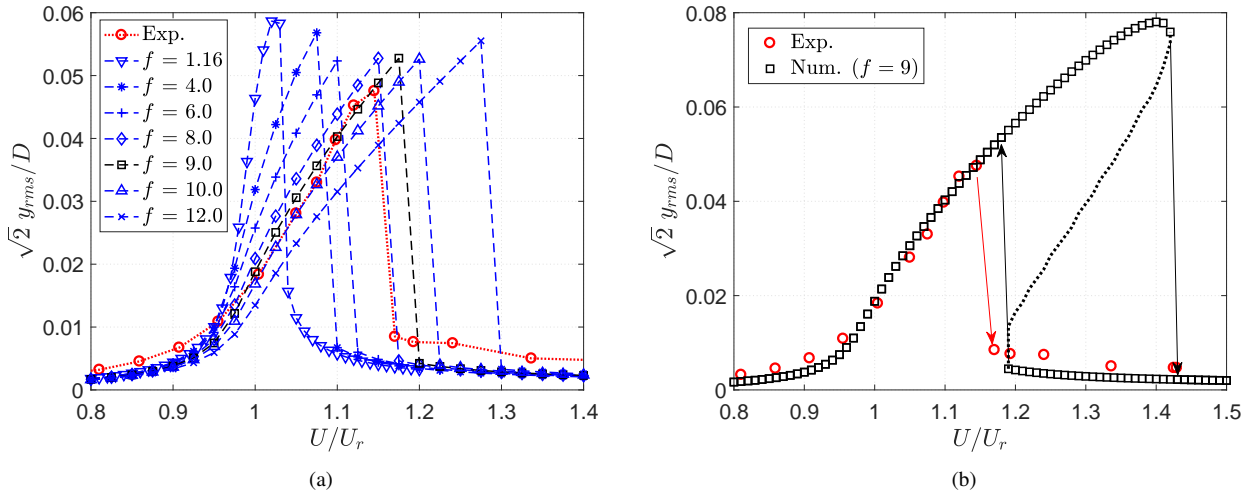 0.06
0.05
0.04
0.03
0.02
0.01
0
√2 y_rms/D
Exp.
f = 1.16
f = 4.0
f = 6.0
f = 8.0
f = 9.0
f = 10.0
f = 12.0
0.8 0.9 1 1.1 1.2 1.3 1.4
U/U_r
(a)
0.08
0.06
0.04
0.02
0
√2 y_rms/D
Exp.
Num. (f = 9)
0.8 0.9 1 1.1 1.2 1.3 1.4 1.5
U/U_r
(b)